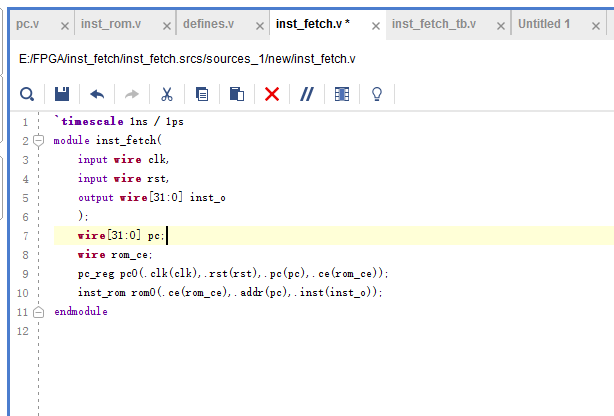 pc.v inst_rom.v defines.v inst_fetch.v * inst_fetch_tb.v Untitled 1
E:/FPGA/inst_fetch/inst_fetch.srcs/sources_1/new/inst_fetch.v
1 `timescale 1ns / 1ps
2 module inst_fetch(
3 input wire clk,
4 input wire rst,
5 output wire[31:0] inst_o
6 );
7 wire[31:0] pc;
8 wire rom_ce;
9 pc_reg pc0(.clk(clk),.rst(rst),.pc(pc),.ce(rom_ce));
10 inst_rom rom0(.ce(rom_ce),.addr(pc),.inst(inst_o));
11 endmodule
12